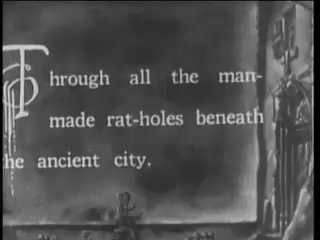 Through all the man-
made rat-holes beneath
he ancient city.